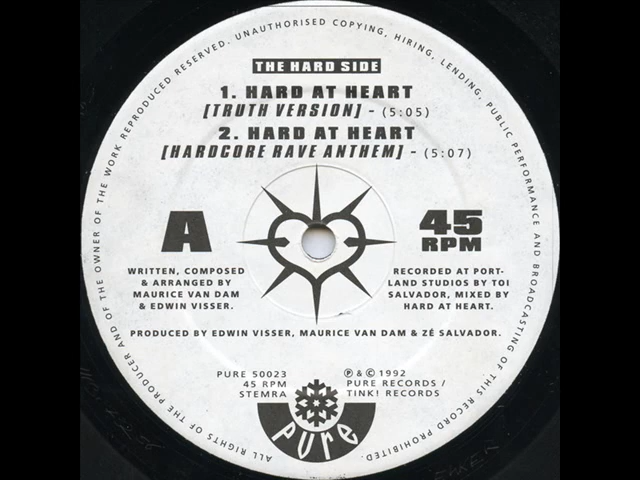 ALL RIGHTS OF THE PRODUCER AND OF THE OWNER OF THE WORK REPRODUCED RESERVED. UNAUTHORISED COPYING, HIRING, LENDING, PUBLIC PERFORMANCE AND BROADCASTING OF THIS RECORD PROHIBITED.
THE HARD SIDE
1. HARD AT HEART
[TRUTH VERSION] - (5:05)
2. HARD AT HEART
[HARDCORE RAVE ANTHEM] - (5:07)
A
45
RPM
WRITTEN, COMPOSED
& ARRANGED BY
MAURICE VAN DAM
& EDWIN VISSER.
RECORDED AT PORT-
LAND STUDIOS BY TOI
SALVADOR, MIXED BY
HARD AT HEART.
PRODUCED BY EDWIN VISSER, MAURICE VAN DAM & ZÉ SALVADOR.
PURE 50023
45 RPM
STEMRA
℗ & © 1992
PURE RECORDS /
TINK! RECORDS
pure